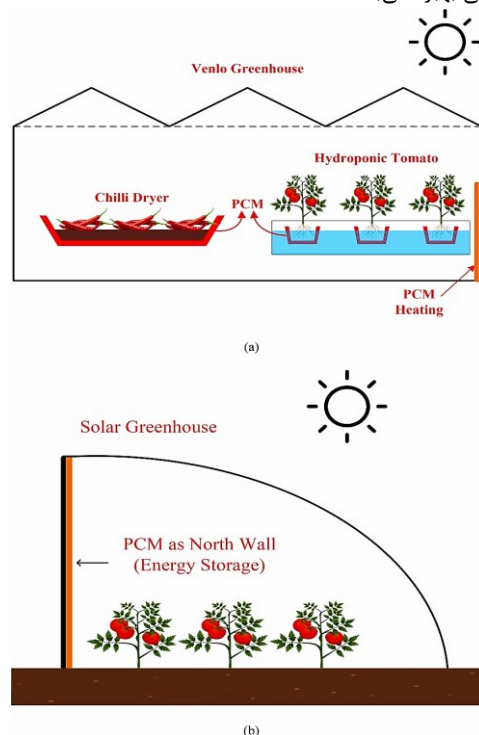 Venlo Greenhouse
Hydroponic Tomato
Chilli Dryer
PCM
PCM
Heating
(a)
Solar Greenhouse
PCM as North Wall
(Energy Storage)
(b)